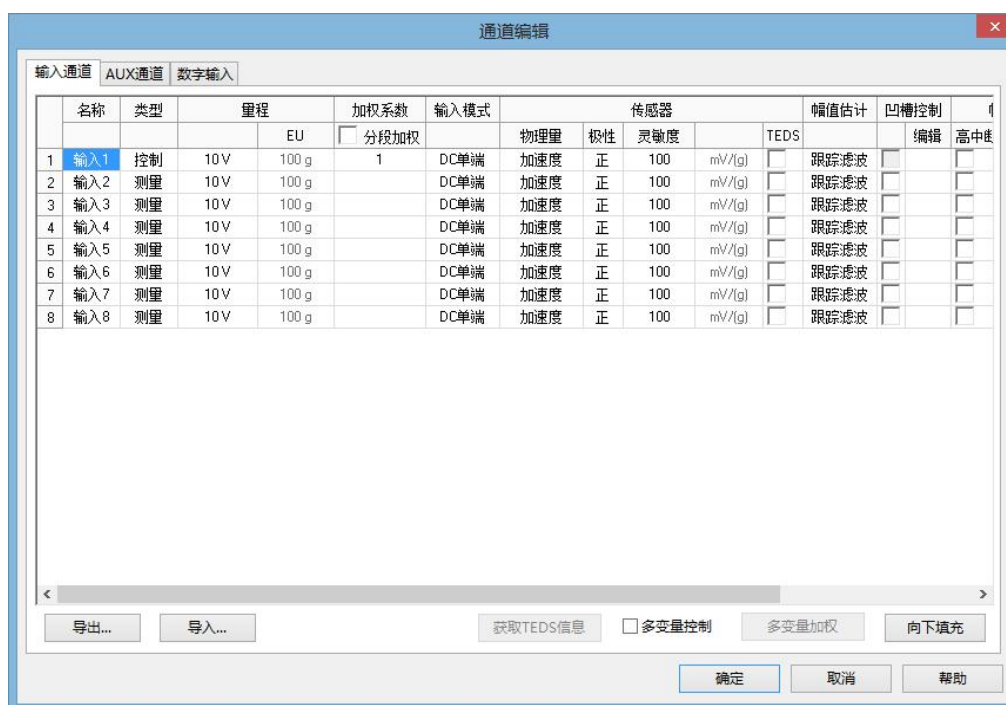 通道编辑
输入通道 AUX通道 数字输入
名称 类型 量程 加权系数 输入模式 传感器 幅值估计 凹槽控制
EU 分段加权 物理量 极性 灵敏度 TEDS 编辑 高中断
1 输入1 控制 10 V 100 g 1 DC单端 加速度 正 100 mV/(g) 跟踪滤波
2 输入2 测量 10 V 100 g DC单端 加速度 正 100 mV/(g) 跟踪滤波
3 输入3 测量 10 V 100 g DC单端 加速度 正 100 mV/(g) 跟踪滤波
4 输入4 测量 10 V 100 g DC单端 加速度 正 100 mV/(g) 跟踪滤波
5 输入5 测量 10 V 100 g DC单端 加速度 正 100 mV/(g) 跟踪滤波
6 输入6 测量 10 V 100 g DC单端 加速度 正 100 mV/(g) 跟踪滤波
7 输入7 测量 10 V 100 g DC单端 加速度 正 100 mV/(g) 跟踪滤波
8 输入8 测量 10 V 100 g DC单端 加速度 正 100 mV/(g) 跟踪滤波
导出... 导入... 获取TEDS信息 多变量控制 多变量加权 向下填充
确定 取消 帮助